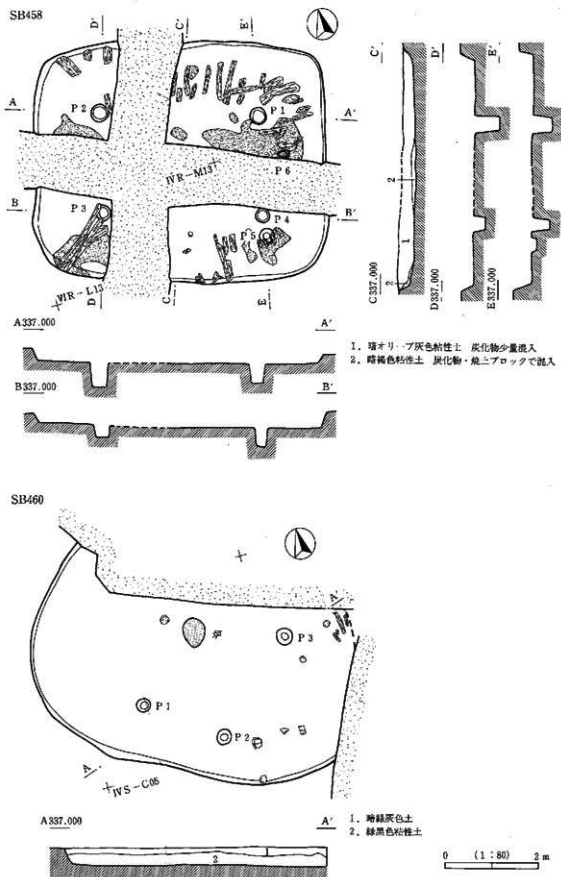 SB458
D' C' E'
P2 P1
A A'
IVR-M13
P6
B B'
P3 P4
P5
VIR-L13
D C E
C' D' E'
2
1
2
C337.000 D337.000 E337.000
A337.000 A'
B337.000 B'
1. 暗オリーブ灰色粘性土 炭化物少量混入
2. 暗褐色粘性土 炭化物・焼土ブロックで混入
SB460
A'
炉 P3
P1
P2
A
IVS-C05
A337.000 A'
1
2
1. 暗緑灰色土
2. 緑黒色粘性土
0 (1:80) 2m